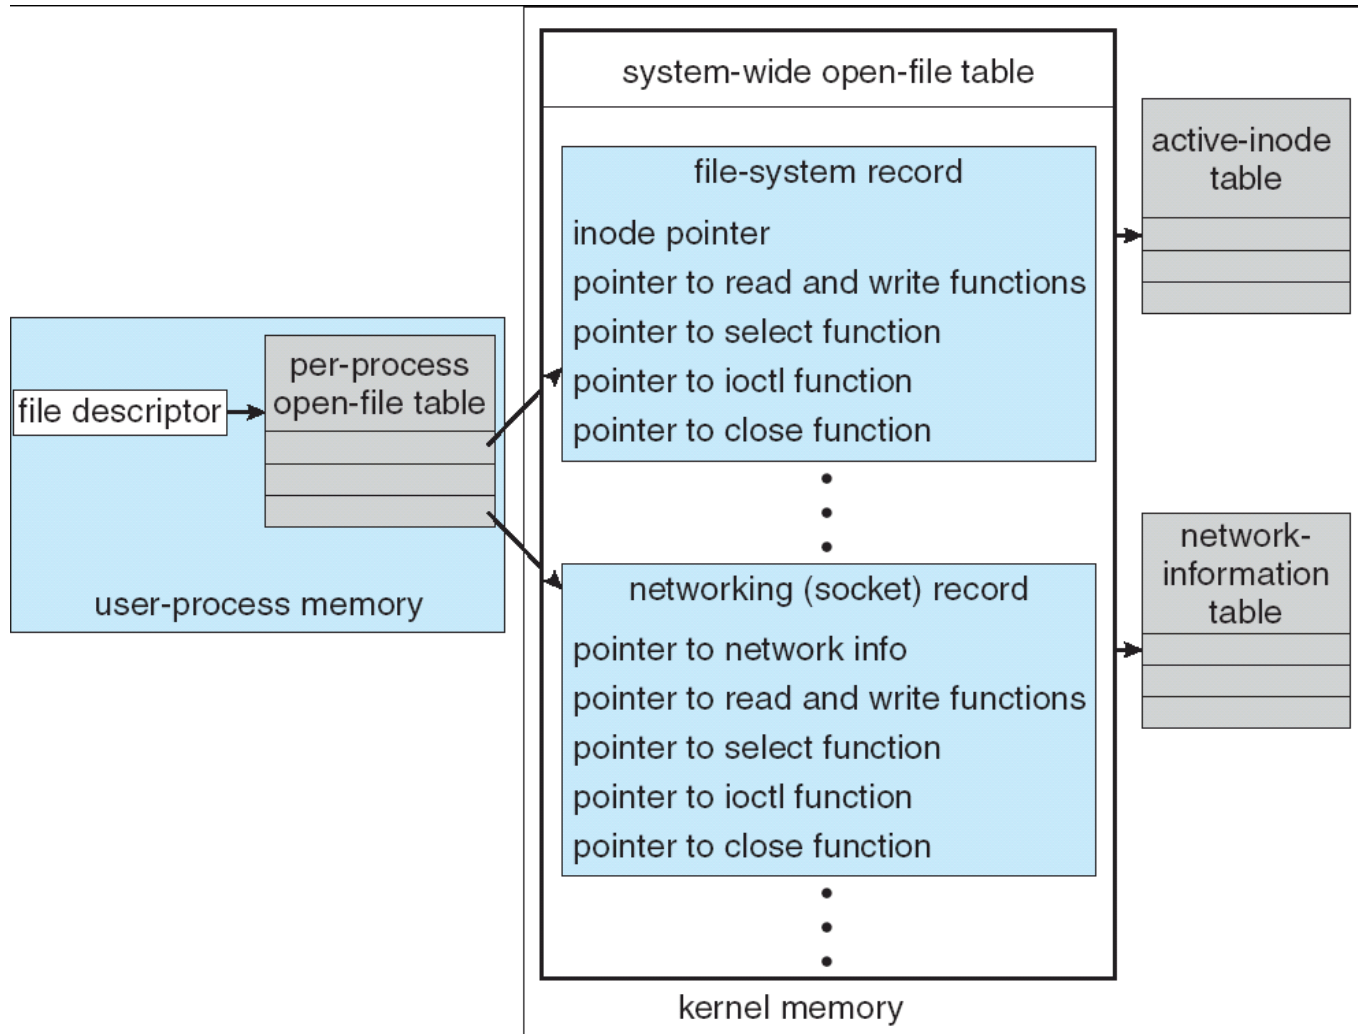 system-wide open-file table
file-system record
inode pointer
pointer to read and write functions
pointer to select function
pointer to ioctl function
pointer to close function
active-inode
table
per-process
open-file table
file descriptor
user-process memory
networking (socket) record
pointer to network info
pointer to read and write functions
pointer to select function
pointer to ioctl function
pointer to close function
network-
information
table
kernel memory